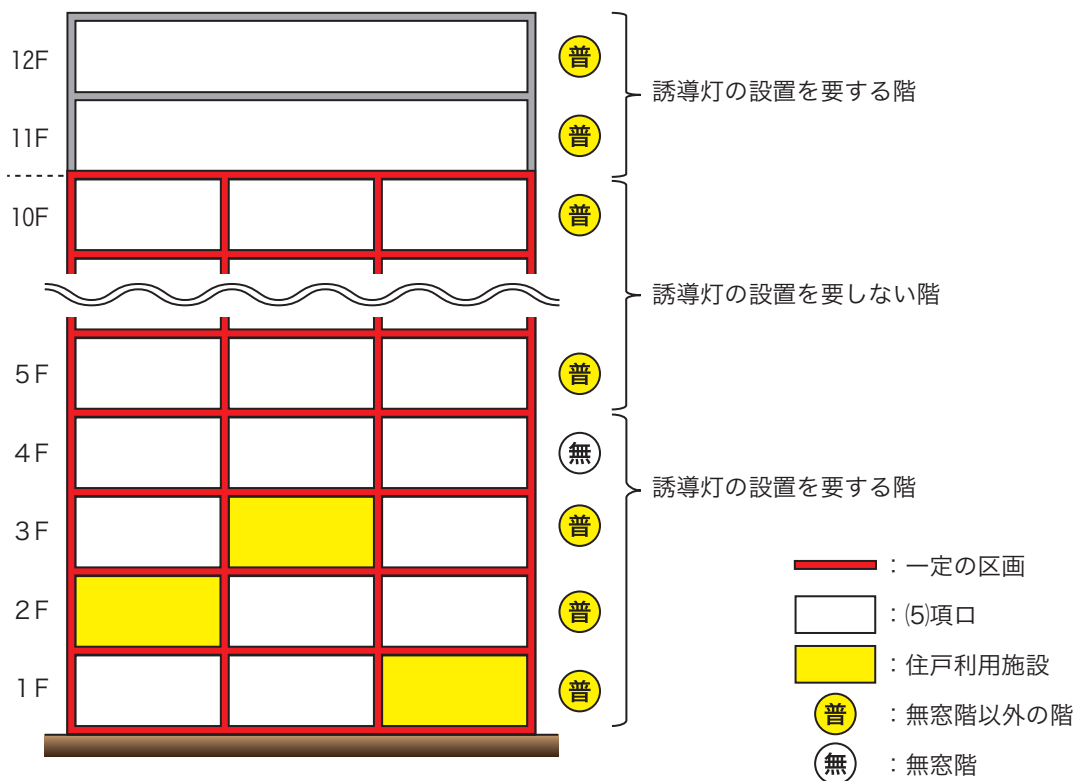 12F
普
誘導灯の設置を要する階
11F
普
10F
普
誘導灯の設置を要しない階
5F
普
4F
無
誘導灯の設置を要する階
3F
普
2F
普
1F
普
：一定の区画
：⑸項ロ
：住戸利用施設
普：無窓階以外の階
無：無窓階